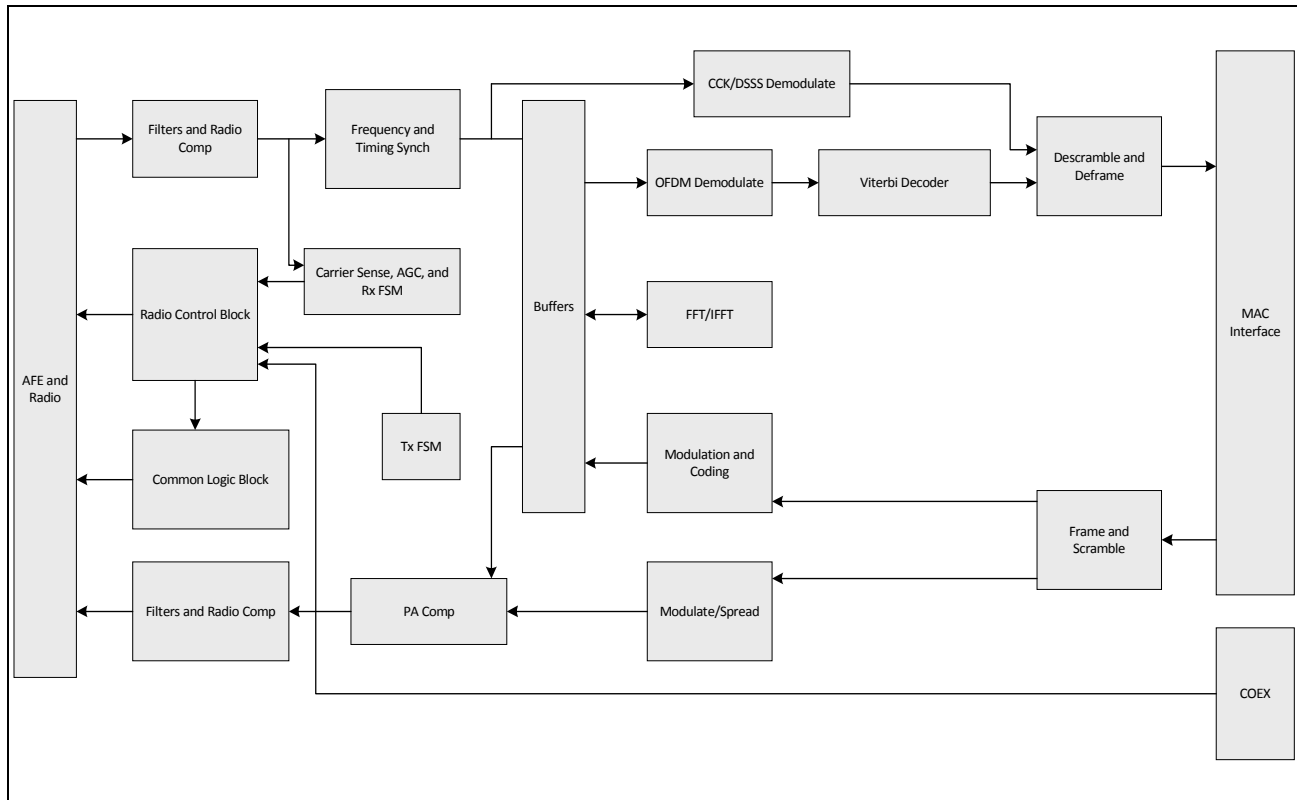 CCK/DSSS Demodulate
Filters and Radio
Comp
Frequency and
Timing Synch
Descramble and
Deframe
OFDM Demodulate
Viterbi Decoder
Carrier Sense, AGC, and
Rx FSM
Radio Control Block
Buffers
FFT/IFFT
MAC
Interface
AFE and
Radio
Tx FSM
Modulation and
Coding
Common Logic Block
Frame and
Scramble
Filters and Radio Comp
PA Comp
Modulate/Spread
COEX